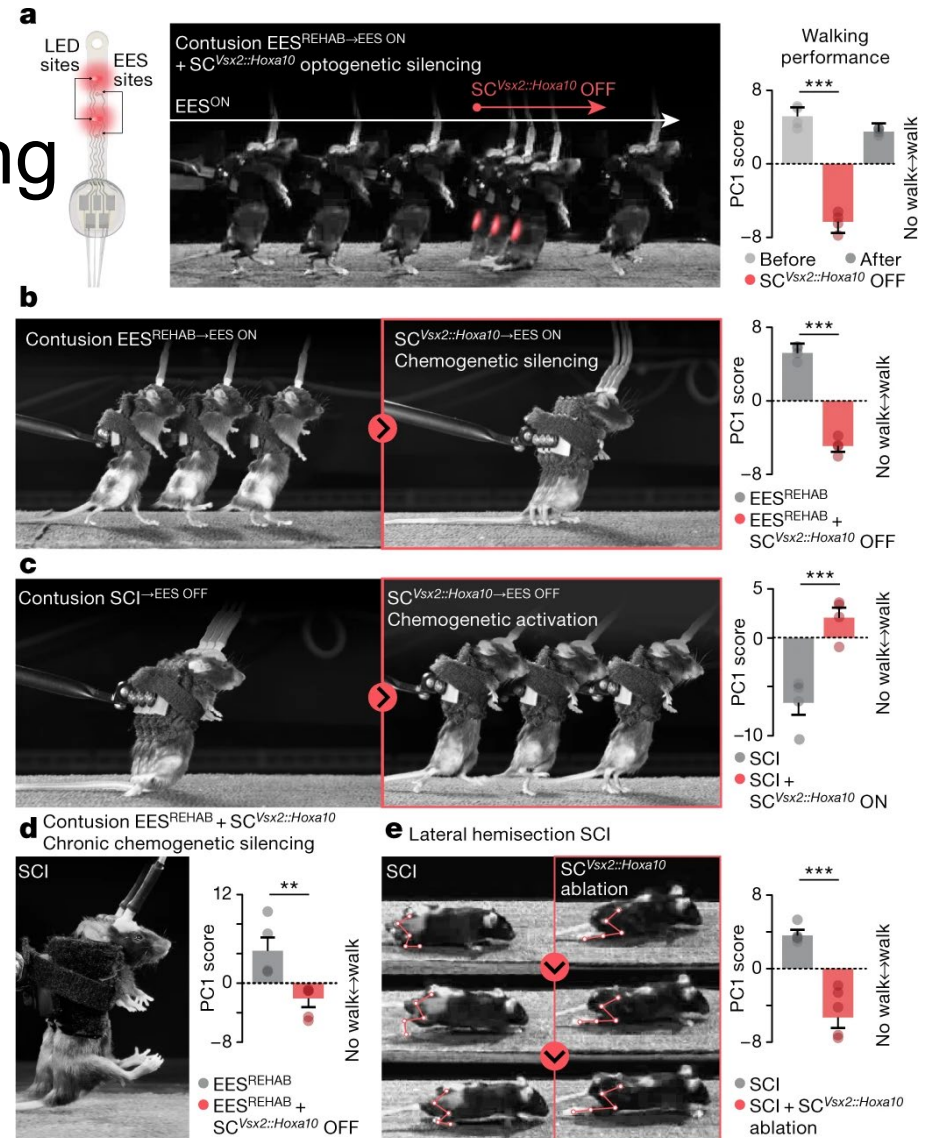 a
LED
sites
EES
sites
ng
Contusion EES^REHAB→EES ON
+ SC^Vsx2::Hoxa10 optogenetic silencing
SC^Vsx2::Hoxa10 OFF
EES^ON
Walking
performance
***
8
0
−8
PC1 score
No walk↔walk
Before
After
SC^Vsx2::Hoxa10 OFF
b
Contusion EES^REHAB→EES ON
SC^Vsx2::Hoxa10→EES ON
Chemogenetic silencing
***
8
0
−8
PC1 score
No walk↔walk
EES^REHAB
EES^REHAB +
SC^Vsx2::Hoxa10 OFF
c
Contusion SCI^→EES OFF
SC^Vsx2::Hoxa10→EES OFF
Chemogenetic activation
***
5
0
−10
PC1 score
No walk↔walk
SCI
SCI +
SC^Vsx2::Hoxa10 ON
d Contusion EES^REHAB + SC^Vsx2::Hoxa10
Chronic chemogenetic silencing
SCI
**
12
0
−8
PC1 score
No walk↔walk
EES^REHAB
EES^REHAB +
SC^Vsx2::Hoxa10 OFF
e Lateral hemisection SCI
SCI
SC^Vsx2::Hoxa10
ablation
***
8
0
−8
PC1 score
No walk↔walk
SCI
SCI + SC^Vsx2::Hoxa10
ablation